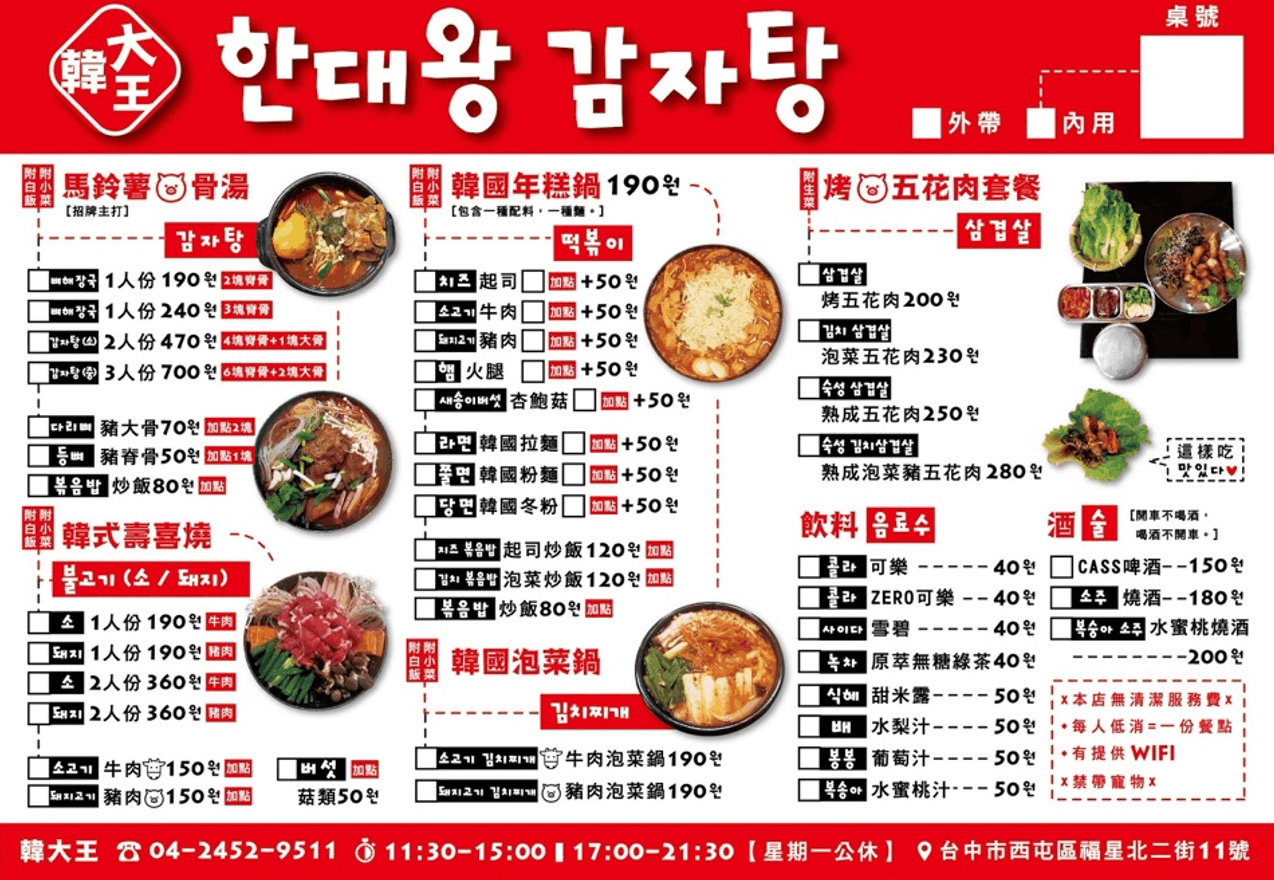 韓大王
한대왕 감자탕
桌號
外帶
內用
附白飯 附小菜
馬鈴薯骨湯
[招牌主打]
감자탕
뼈해장국 1人份 190원 2塊脊骨
뼈해장국 1人份 240원 3塊脊骨
감자탕(소) 2人份 470원 4塊脊骨+1塊大骨
감자탕(중) 3人份 700원 6塊脊骨+2塊大骨
다리뼈 豬大骨70원 加點2塊
등뼈 豬脊骨50원 加點1塊
볶음밥 炒飯80원 加點
附白飯 附小菜
韓式壽喜燒
불고기 (소 / 돼지)
소 1人份 190원 牛肉
돼지 1人份 190원 豬肉
소 2人份 360원 牛肉
돼지 2人份 360원 豬肉
소고기 牛肉150원 加點
돼지고기 豬肉150원 加點
버섯 加點
菇類50원
附白飯 附小菜
韓國年糕鍋 190원
[包含一種配料，一種麵。]
떡볶이
치즈 起司 加點 +50원
소고기 牛肉 加點 +50원
돼지고기 豬肉 加點 +50원
햄 火腿 加點 +50원
새송이버섯 杏鮑菇 加點 +50원
라면 韓國拉麵 加點 +50원
쫄면 韓國粉麵 加點 +50원
당면 韓國冬粉 加點 +50원
치즈 볶음밥 起司炒飯120원 加點
김치 볶음밥 泡菜炒飯120원 加點
볶음밥 炒飯80원 加點
附白飯 附小菜
韓國泡菜鍋
김치찌개
소고기 김치찌개 牛肉泡菜鍋190원
돼지고기 김치찌개 豬肉泡菜鍋190원
附生菜
烤五花肉套餐
삼겹살
삼겹살
烤五花肉200원
김치 삼겹살
泡菜五花肉230원
숙성 삼겹살
熟成五花肉250원
숙성 김치삼겹살
熟成泡菜豬五花肉280원
這樣吃
맛있다♥
飲料 음료수
콜라 可樂 ------ 40원
콜라 ZERO可樂 -- 40원
사이다 雪碧 ----- 40원
녹차 原萃無糖綠茶40원
식혜 甜米露----- 50원
배 水梨汁---- 50원
봉봉 葡萄汁---- 50원
복숭아 水蜜桃汁--- 50원
酒 술
[開車不喝酒，
喝酒不開車。]
CASS啤酒--150원
소주 燒酒--180원
복숭아 소주 水蜜桃燒酒
---------200원
x本店無清潔服務費x
•每人低消=一份餐點
•有提供 WIFI
x禁帶寵物x
韓大王 ☎ 04-2452-9511 11:30-15:00 | 17:00-21:30 [星期一公休] 台中市西屯區福星北二街11號